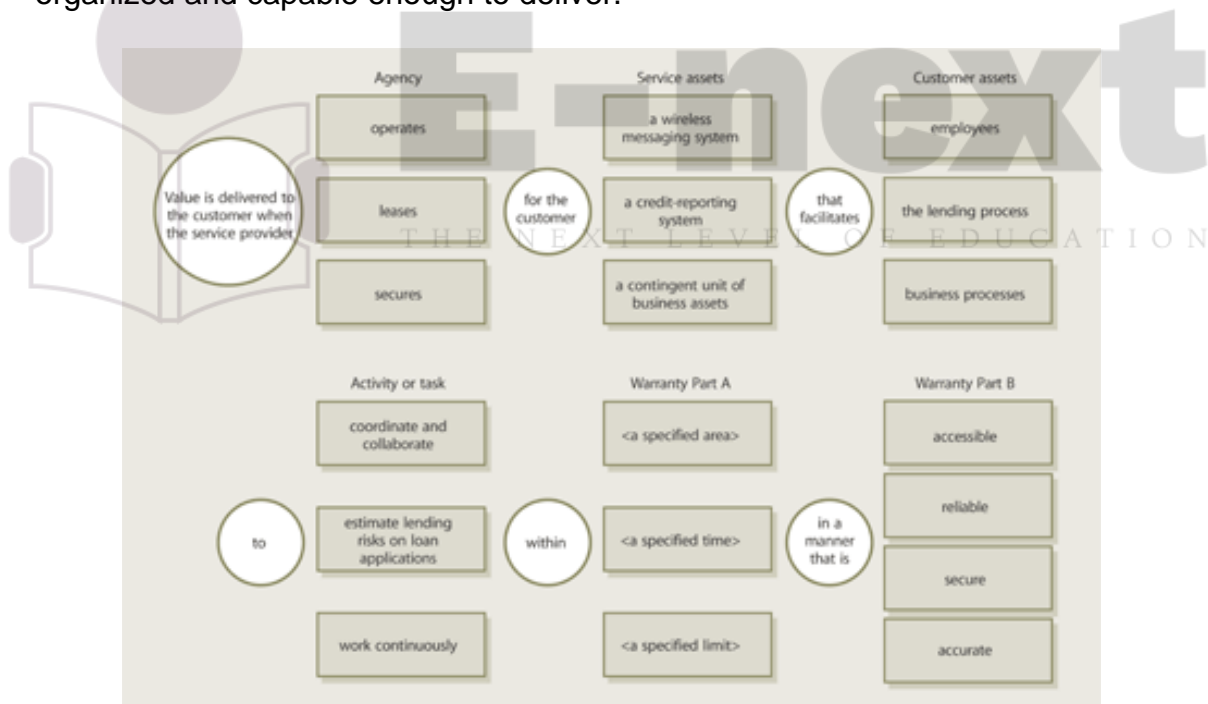 organized and capable enough to deliver.
E-next
THE NEXT LEVEL OF EDUCATION
Agency
Service assets
Customer assets
Value is delivered to
the customer when
the service provider
operates
leases
secures
for the
customer
a wireless
messaging system
a credit-reporting
system
a contingent unit of
business assets
that
facilitates
employees
the lending process
business processes
Activity or task
Warranty Part A
Warranty Part B
to
coordinate and
collaborate
estimate lending
risks on loan
applications
work continuously
within
<a specified area>
<a specified time>
<a specified limit>
in a
manner
that is
accessible
reliable
secure
accurate